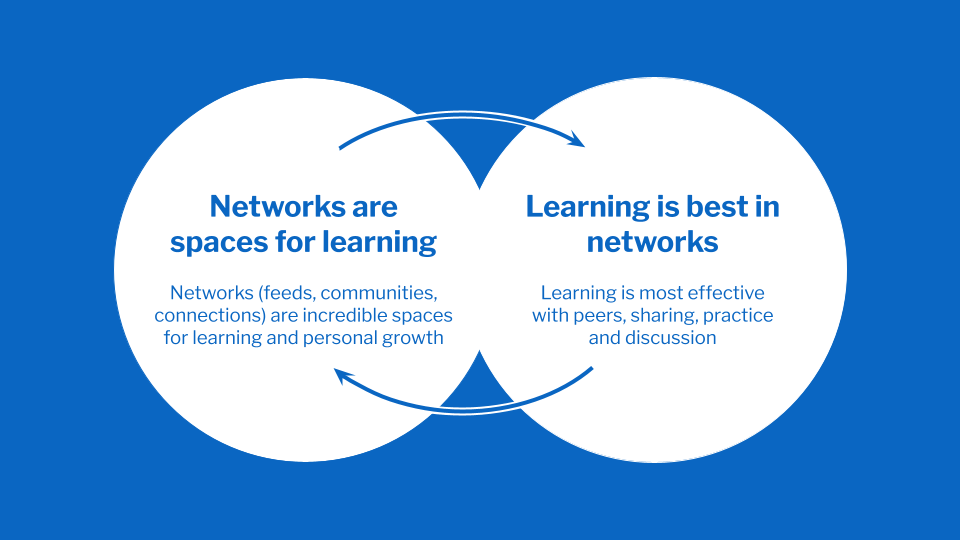 Networks are
spaces for learning
Networks (feeds, communities,
connections) are incredible spaces
for learning and personal growth
Learning is best in
networks
Learning is most effective
with peers, sharing, practice
and discussion